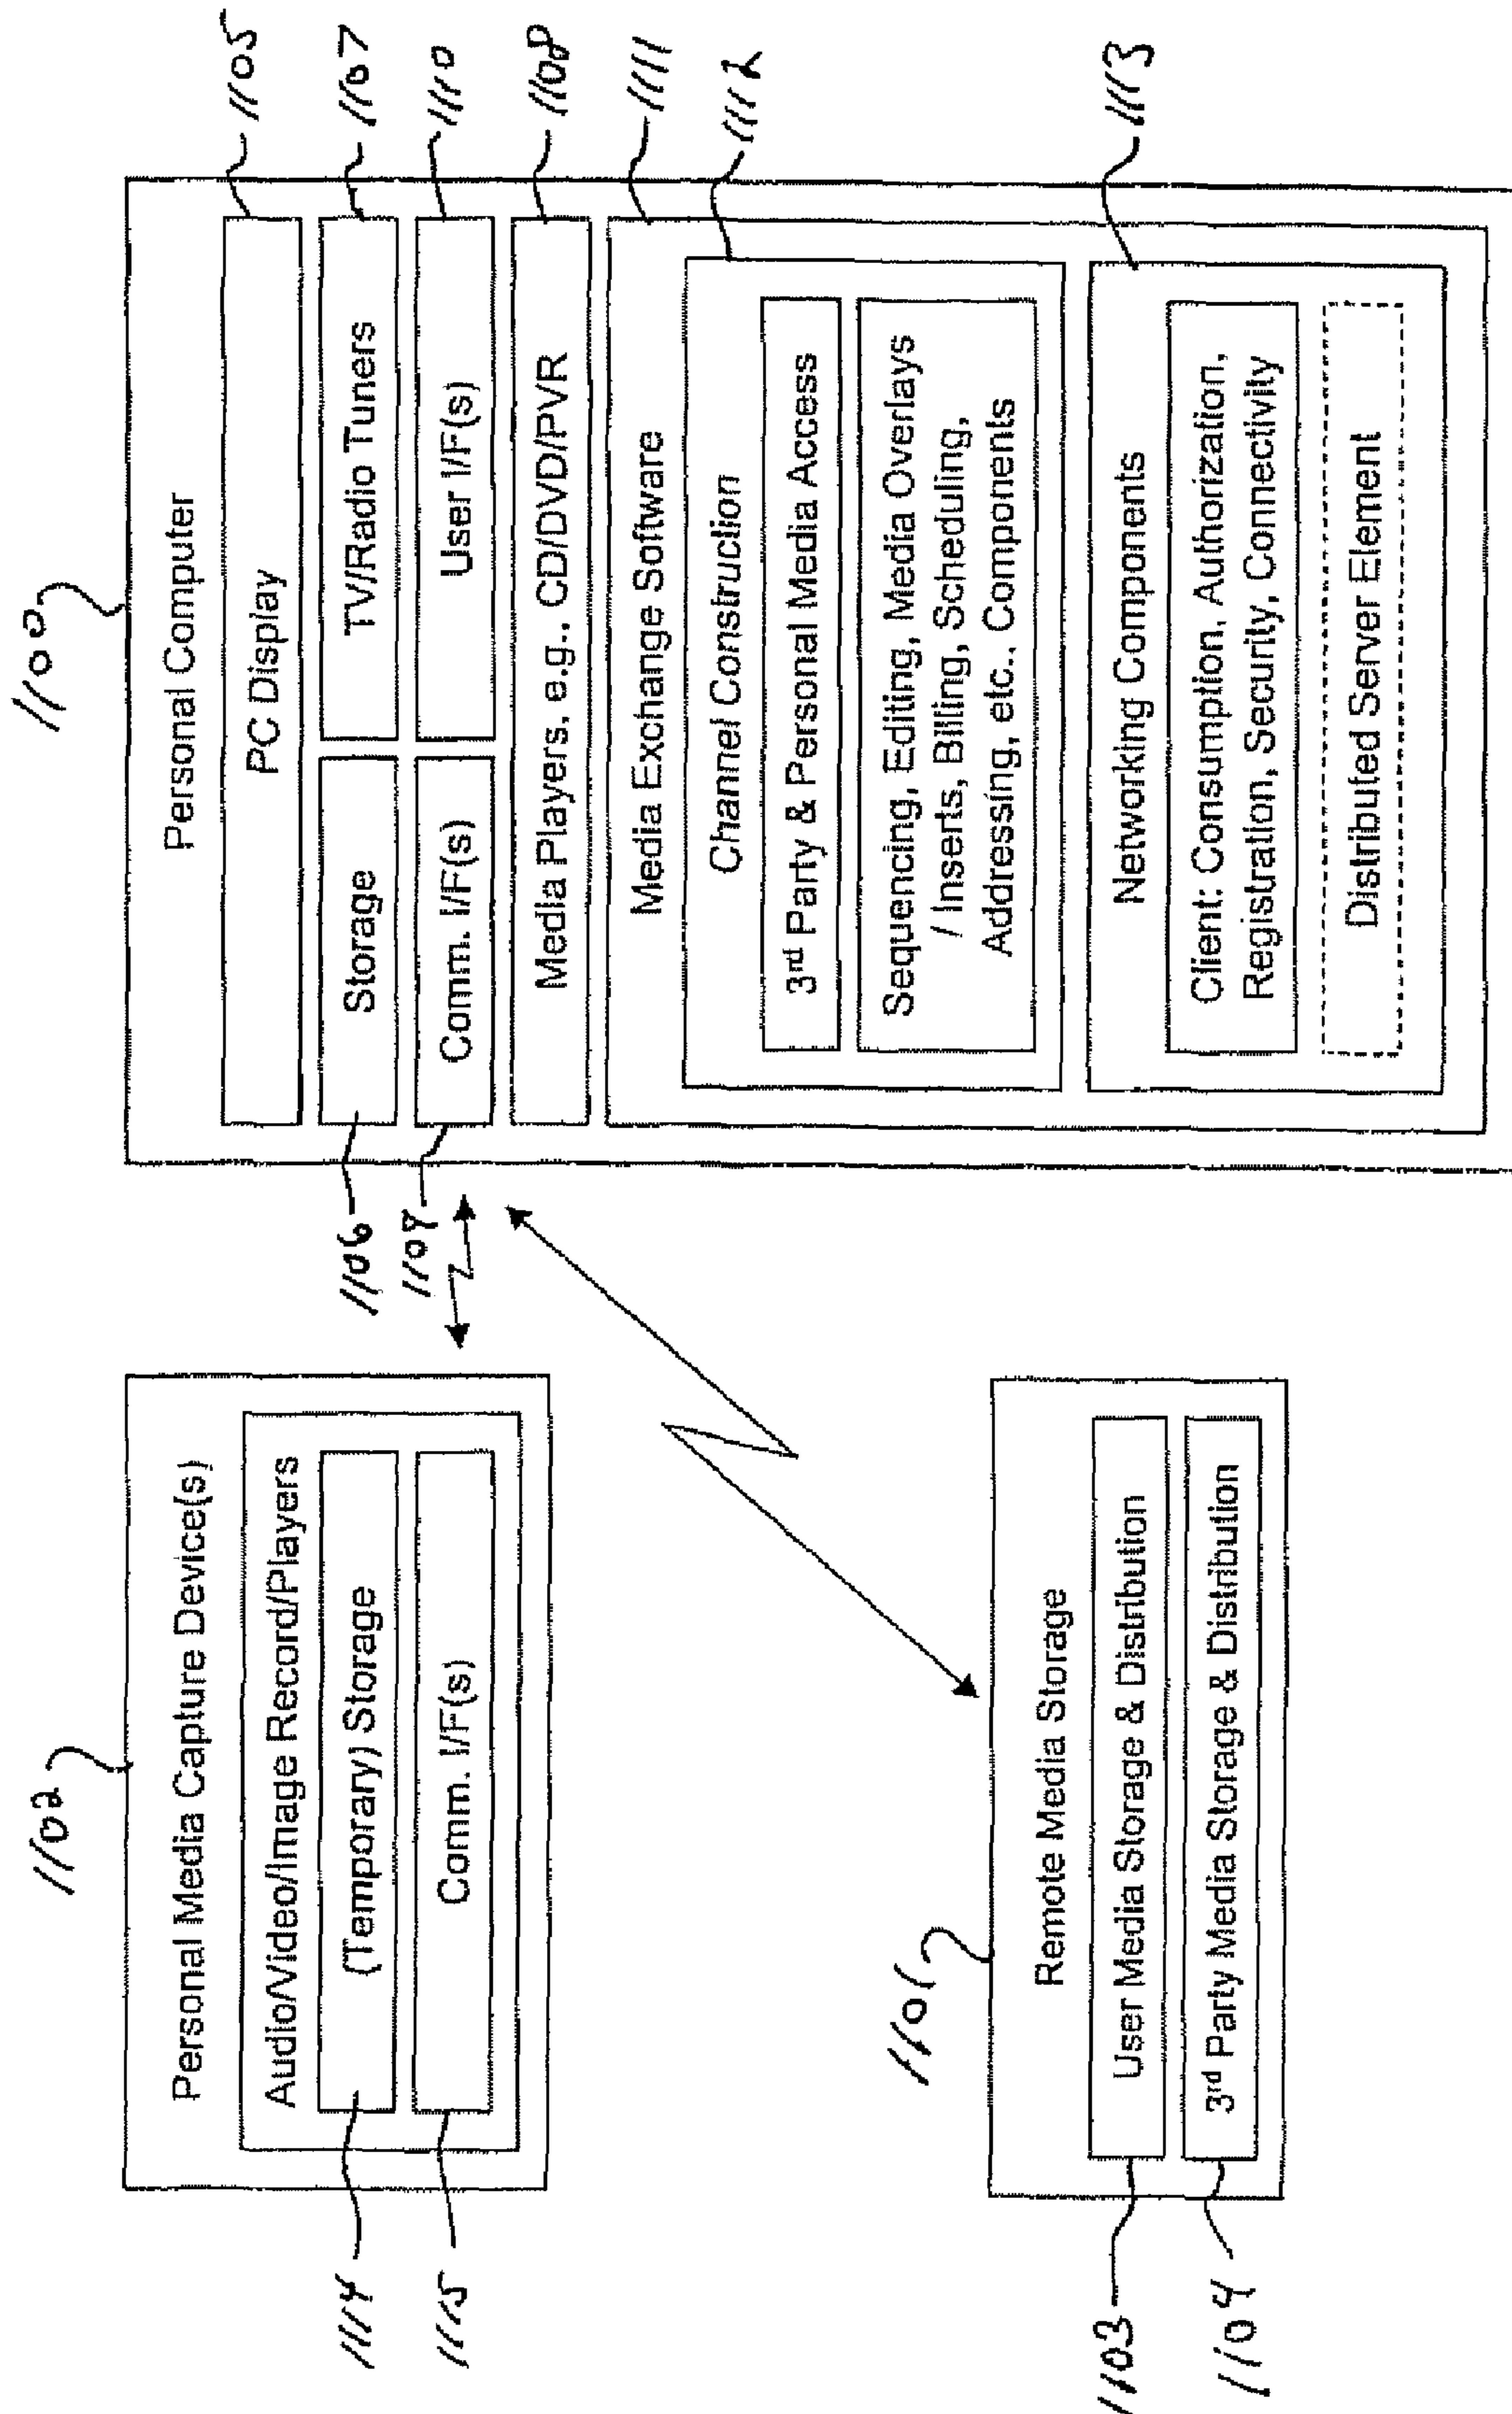 1102
Personal Media Capture Device(s)
Audio/Video/Image Record/Players
(Temporary) Storage
1114
Comm. I/F(s)
1115
1101
Remote Media Storage
User Media Storage & Distribution
1103
3rd Party Media Storage & Distribution
1104
1100
Personal Computer
PC Display
1105
1106
Storage
TV/Radio Tuners
1107
1109
Comm. I/F(s)
User I/F(s)
1110
Media Players, e.g., CD/DVD/PVR
1108
Media Exchange Software
1111
Channel Construction
1112
3rd Party & Personal Media Access
Sequencing, Editing, Media Overlays
/ Inserts, Billing, Scheduling,
Addressing, etc., Components
Networking Components
1113
Client: Consumption, Authorization,
Registration, Security, Connectivity
Distributed Server Element